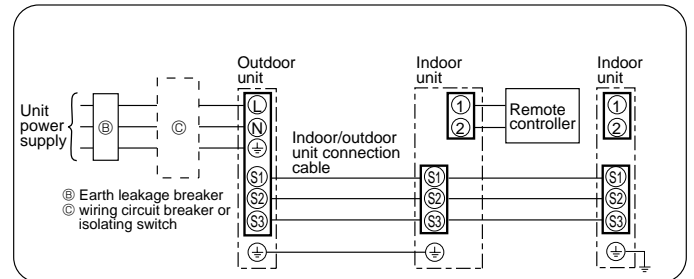 Outdoor
unit
Indoor
unit
Indoor
unit
Unit
power
supply
Ⓑ
Ⓒ
L
N
⏚
S1
S2
S3
⏚
Indoor/outdoor
unit connection
cable
1
2
Remote
controller
S1
S2
S3
⏚
1
2
S1
S2
S3
⏚
Ⓑ Earth leakage breaker
Ⓒ wiring circuit breaker or
isolating switch